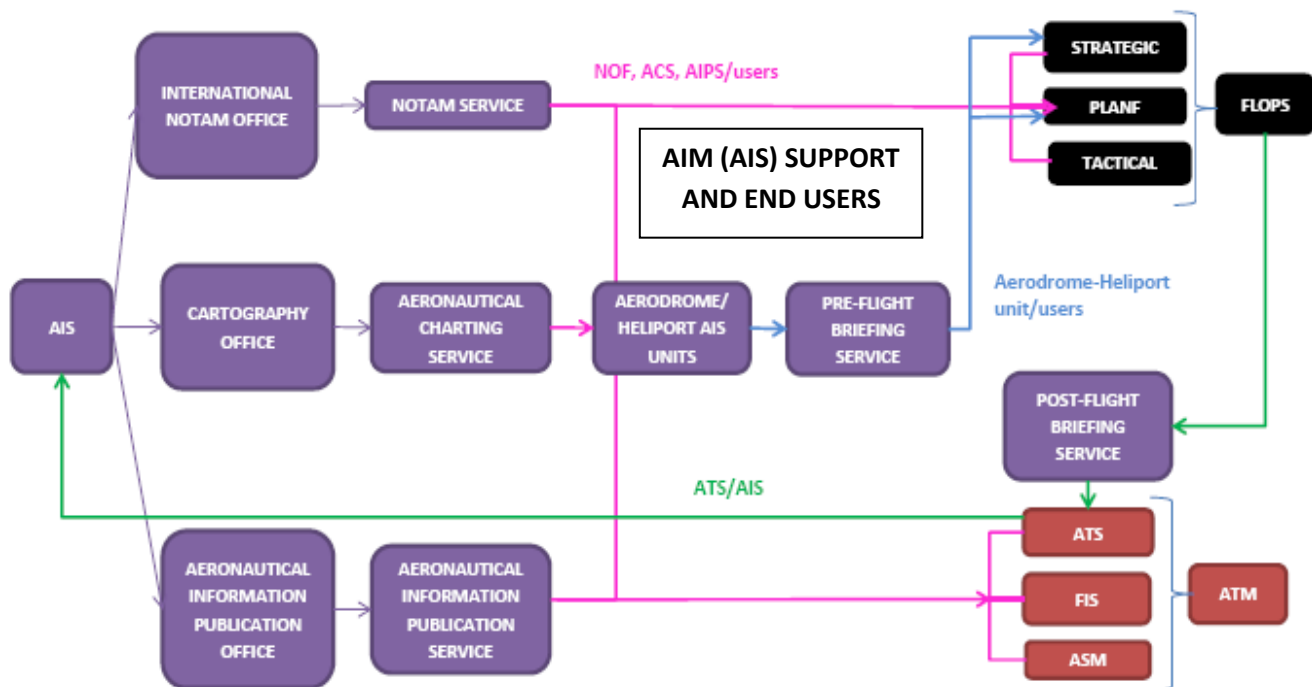 INTERNATIONAL
NOTAM OFFICE
NOTAM SERVICE
NOF, ACS, AIPS/users
STRATEGIC
PLANF
TACTICAL
FLOPS
AIM (AIS) SUPPORT
AND END USERS
AIS
CARTOGRAPHY
OFFICE
AERONAUTICAL
CHARTING
SERVICE
AERODROME/
HELIPORT AIS
UNITS
PRE-FLIGHT
BRIEFING
SERVICE
Aerodrome-Heliport
unit/users
POST-FLIGHT
BRIEFING
SERVICE
ATS/AIS
AERONAUTICAL
INFORMATION
PUBLICATION
OFFICE
AERONAUTICAL
INFORMATION
PUBLICATION
SERVICE
ATS
FIS
ASM
ATM